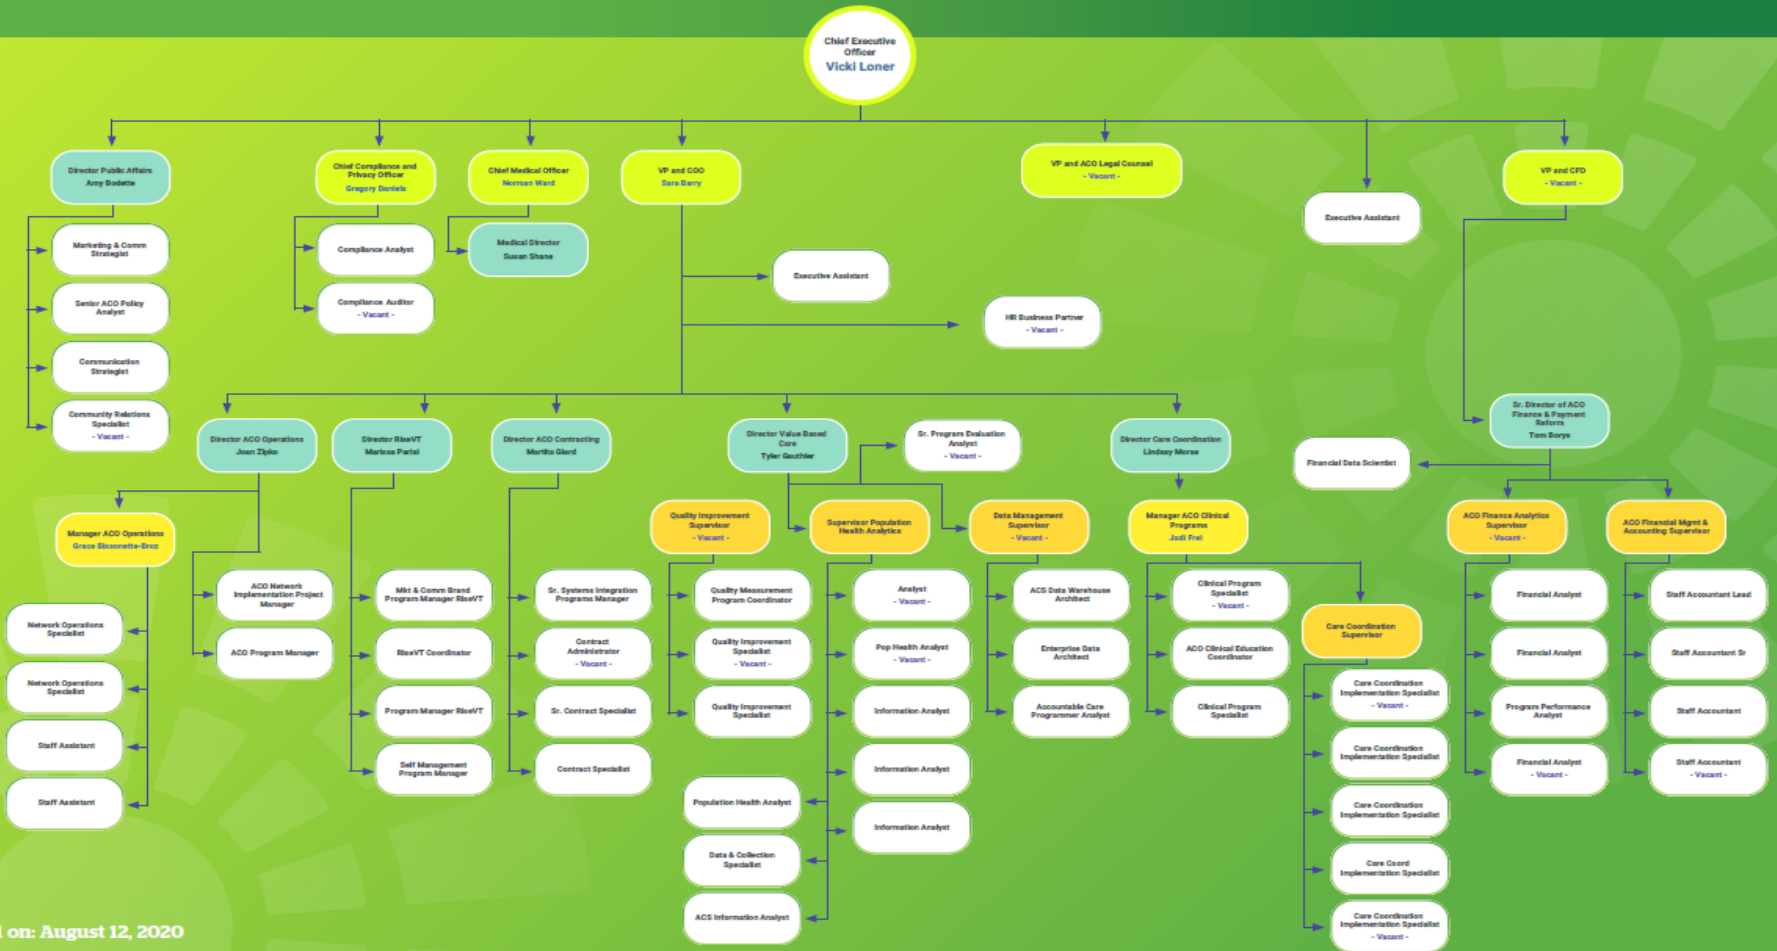 Chief Executive
Officer
Vicki Loner
Director Public Affairs
Amy Bodette
Chief Compliance and
Privacy Officer
Gregory Daniels
Chief Medical Officer
Norman Ward
VP and COO
Sara Barry
VP and ACO Legal Counsel
- Vacant -
Executive Assistant
VP and CFO
- Vacant -
Marketing & Comm
Strategist
Senior ACO Policy
Analyst
Communication
Strategist
Community Relations
Specialist
- Vacant -
Compliance Analyst
Compliance Auditor
- Vacant -
Medical Director
Susan Shane
Executive Assistant
HR Business Partner
- Vacant -
Director ACO Operations
Joan Zipko
Director RiseVT
Marissa Parisi
Director ACO Contracting
Martita Giard
Director Value Based
Care
Tyler Gauthier
Sr. Program Evaluation
Analyst
- Vacant -
Director Care Coordination
Lindsay Morse
Sr. Director of ACO
Finance & Payment
Reform
Tom Borys
Financial Data Scientist
Manager ACO Operations
Grace Bissonette-Broz
Quality Improvement
Supervisor
- Vacant -
Supervisor Population
Health Analytics
Data Management
Supervisor
- Vacant -
Manager ACO Clinical
Programs
Jodi Frei
ACO Finance Analytics
Supervisor
- Vacant -
ACO Financial Mgmt &
Accounting Supervisor
Network Operations
Specialist
Network Operations
Specialist
Staff Assistant
Staff Assistant
ACO Network
Implementation Project
Manager
ACO Program Manager
Mkt & Comm Brand
Program Manager RiseVT
RiseVT Coordinator
Program Manager RiseVT
Self Management
Program Manager
Sr. Systems Integration
Programs Manager
Contract
Administrator
- Vacant -
Sr. Contract Specialist
Contract Specialist
Quality Measurement
Program Coordinator
Quality Improvement
Specialist
- Vacant -
Quality Improvement
Specialist
Population Health Analyst
Data & Collection
Specialist
ACS Information Analyst
Analyst
- Vacant -
Pop Health Analyst
- Vacant -
Information Analyst
Information Analyst
Information Analyst
ACS Data Warehouse
Architect
Enterprise Data
Architect
Accountable Care
Programmer Analyst
Clinical Program
Specialist
- Vacant -
ACO Clinical Education
Coordinator
Clinical Program
Specialist
Care Coordination
Supervisor
Care Coordination
Implementation Specialist
- Vacant -
Care Coordination
Implementation Specialist
Care Coordination
Implementation Specialist
Care Coord
Implementation Specialist
Care Coordination
Implementation Specialist
- Vacant -
Financial Analyst
Financial Analyst
Program Performance
Analyst
Financial Analyst
- Vacant -
Staff Accountant Lead
Staff Accountant Sr
Staff Accountant
Staff Accountant
- Vacant -
on: August 12, 2020